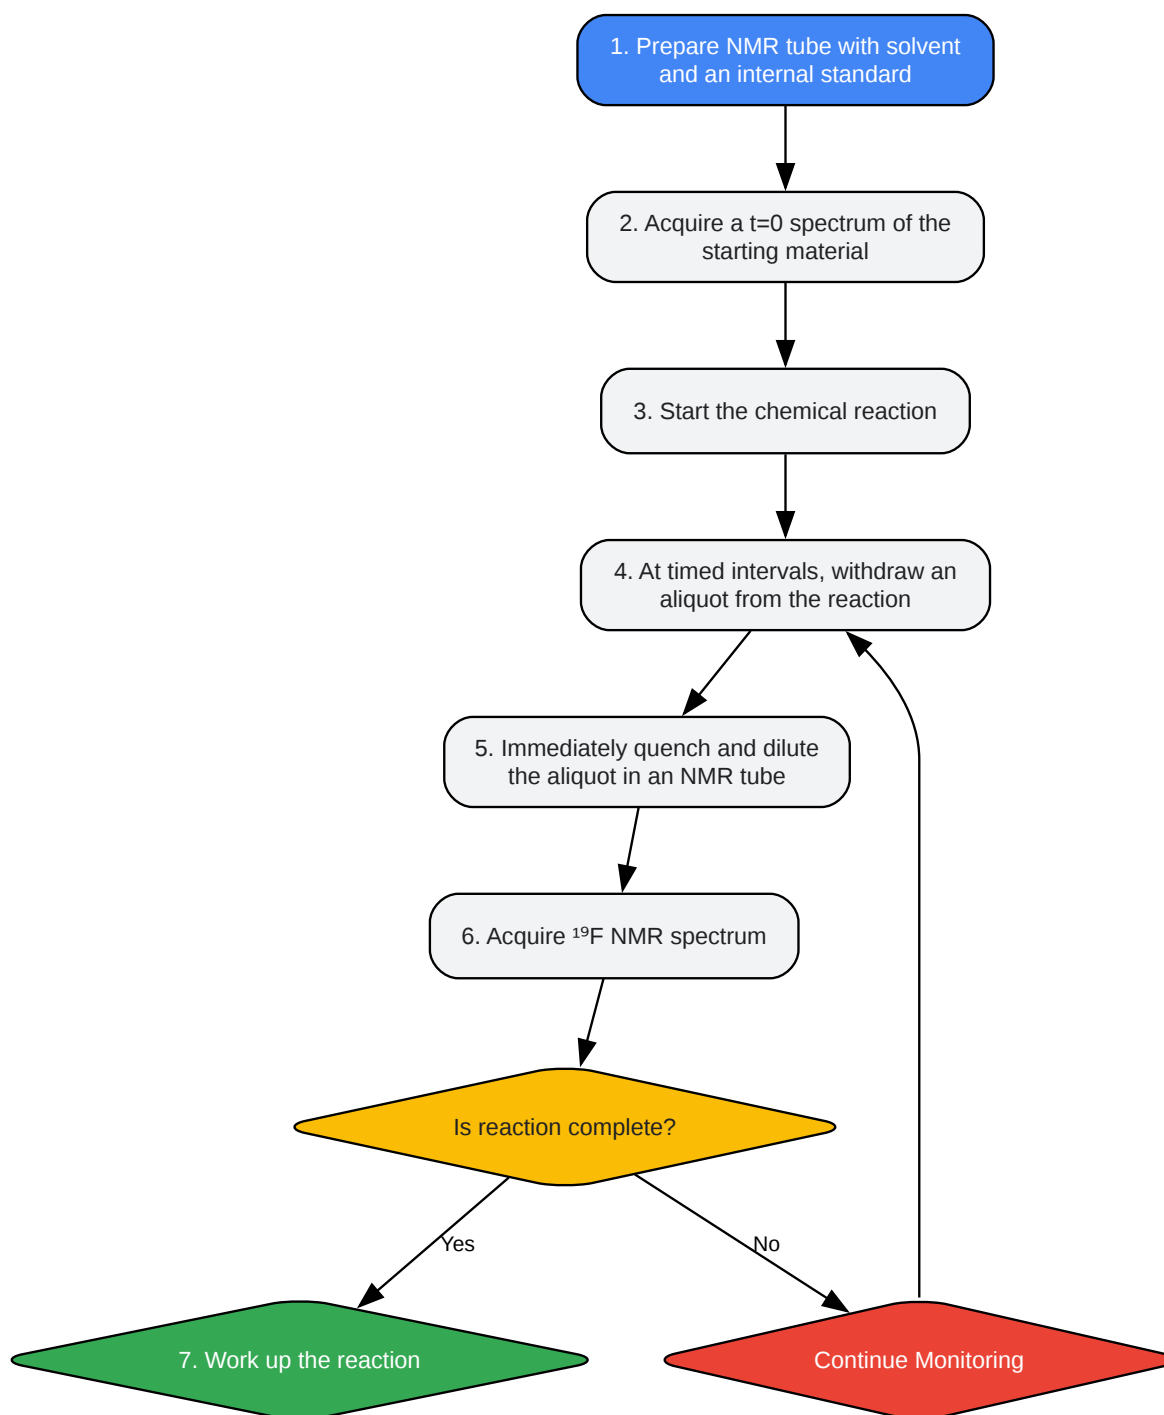 1. Prepare NMR tube with solvent
and an internal standard
2. Acquire a t=0 spectrum of the
starting material
3. Start the chemical reaction
4. At timed intervals, withdraw an
aliquot from the reaction
5. Immediately quench and dilute
the aliquot in an NMR tube
6. Acquire ¹⁹F NMR spectrum
Is reaction complete?
Yes
No
7. Work up the reaction
Continue Monitoring